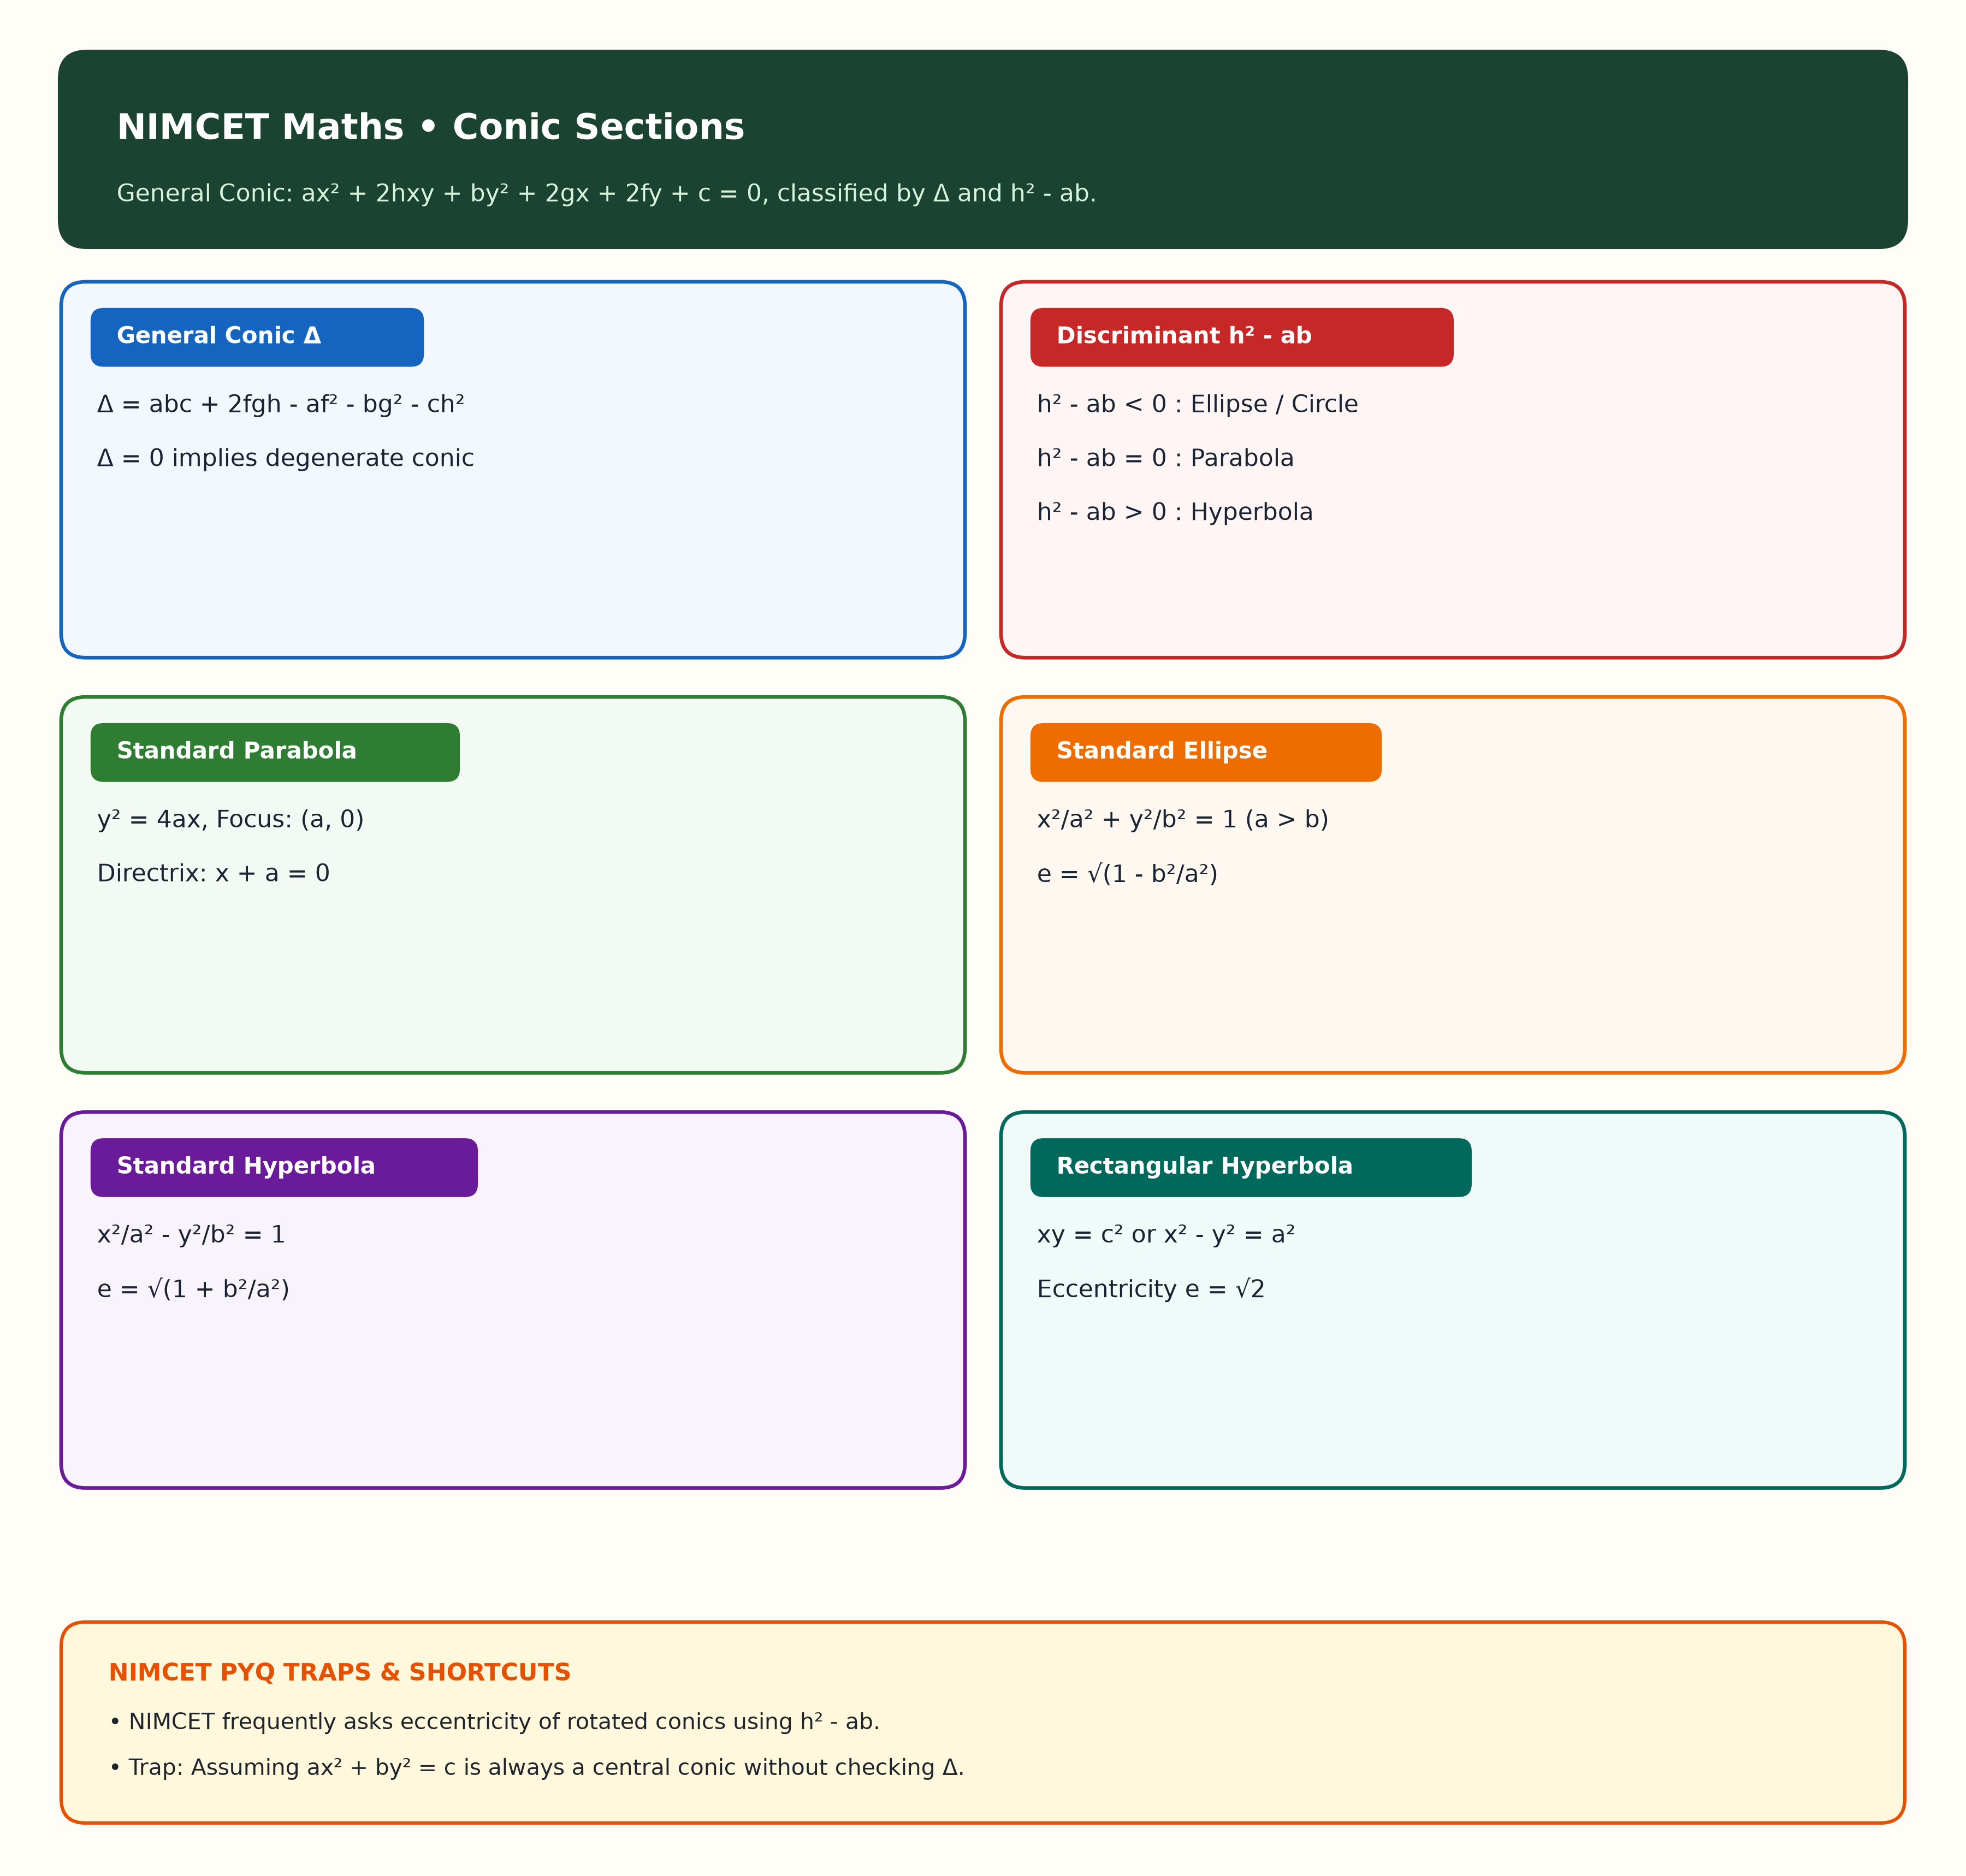 NIMCET Maths • Conic Sections
General Conic: ax² + 2hxy + by² + 2gx + 2fy + c = 0, classified by Δ and h² - ab.
General Conic Δ
Δ = abc + 2fgh - af² - bg² - ch²
Δ = 0 implies degenerate conic
Discriminant h² - ab
h² - ab < 0 : Ellipse / Circle
h² - ab = 0 : Parabola
h² - ab > 0 : Hyperbola
Standard Parabola
y² = 4ax, Focus: (a, 0)
Directrix: x + a = 0
Standard Ellipse
x²/a² + y²/b² = 1 (a > b)
e = √(1 - b²/a²)
Standard Hyperbola
x²/a² - y²/b² = 1
e = √(1 + b²/a²)
Rectangular Hyperbola
xy = c² or x² - y² = a²
Eccentricity e = √2
NIMCET PYQ TRAPS & SHORTCUTS
• NIMCET frequently asks eccentricity of rotated conics using h² - ab.
• Trap: Assuming ax² + by² = c is always a central conic without checking Δ.